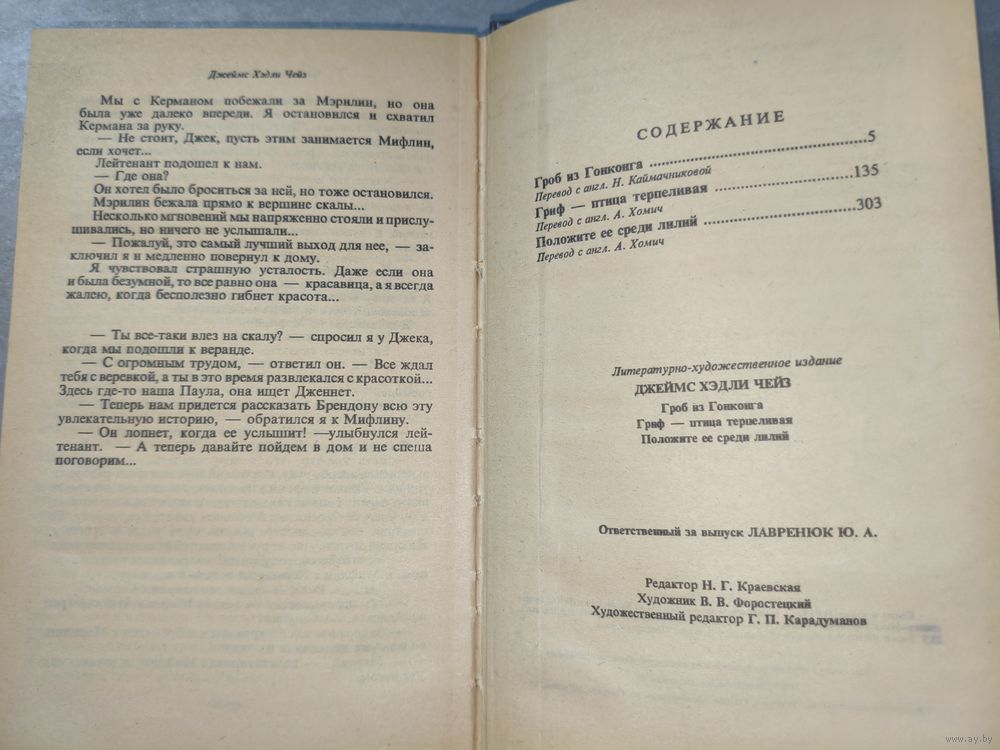 Джеймс Хэдли Чейз
Мы с Керманом побежали за Мэрилин, но она
была уже далеко впереди. Я остановился и схватил
Кермана за руку.
— Не стоит, Джек, пусть этим занимается Мифлин,
если хочет...
Лейтенант подошел к нам.
— Где она?
Он хотел было броситься за ней, но тоже остановился.
Мэрилин бежала прямо к вершине скалы...
Несколько мгновений мы напряженно стояли и прислу-
шивались, но ничего не услышали...
— Пожалуй, это самый лучший выход для нее, — за-
ключил я и медленно повернул к дому.
Я чувствовал страшную усталость. Даже если она
и была безумной, то все равно она — красавица, а я всегда
жалею, когда бесполезно гибнет красота...
— Ты все-таки влез на скалу? — спросил я у Джека,
когда мы подошли к веранде.
— С огромным трудом, — ответил он. — Все ждал
тебя с веревкой, а ты в это время развлекался с красоткой...
Здесь где-то наша Паула, она ищет Дженнет.
— Теперь нам придется рассказать Брендону всю эту
увлекательную историю, — обратился я к Мифлину.
— Он лопнет, когда ее услышит! —улыбнулся лей-
тенант. — А теперь давайте пойдем в дом и не спеша
поговорим...
СОДЕРЖАНИЕ
Гроб из Гонконга ...5
Перевод с англ. Н. Каймачниковой
Гриф — птица терпеливая ...135
Перевод с англ. А. Хомич
Положите ее среди лилий ...303
Перевод с англ. А. Хомич
Литературно-художественное издание
ДЖЕЙМС ХЭДЛИ ЧЕЙЗ
Гроб из Гонконга
Гриф — птица терпеливая
Положите ее среди лилий
Ответственный за выпуск ЛАВРЕНЮК Ю. А.
Редактор Н. Г. Краевская
Художник В. В. Форостецкий
Художественный редактор Г. П. Карадуманов
www.ay.by